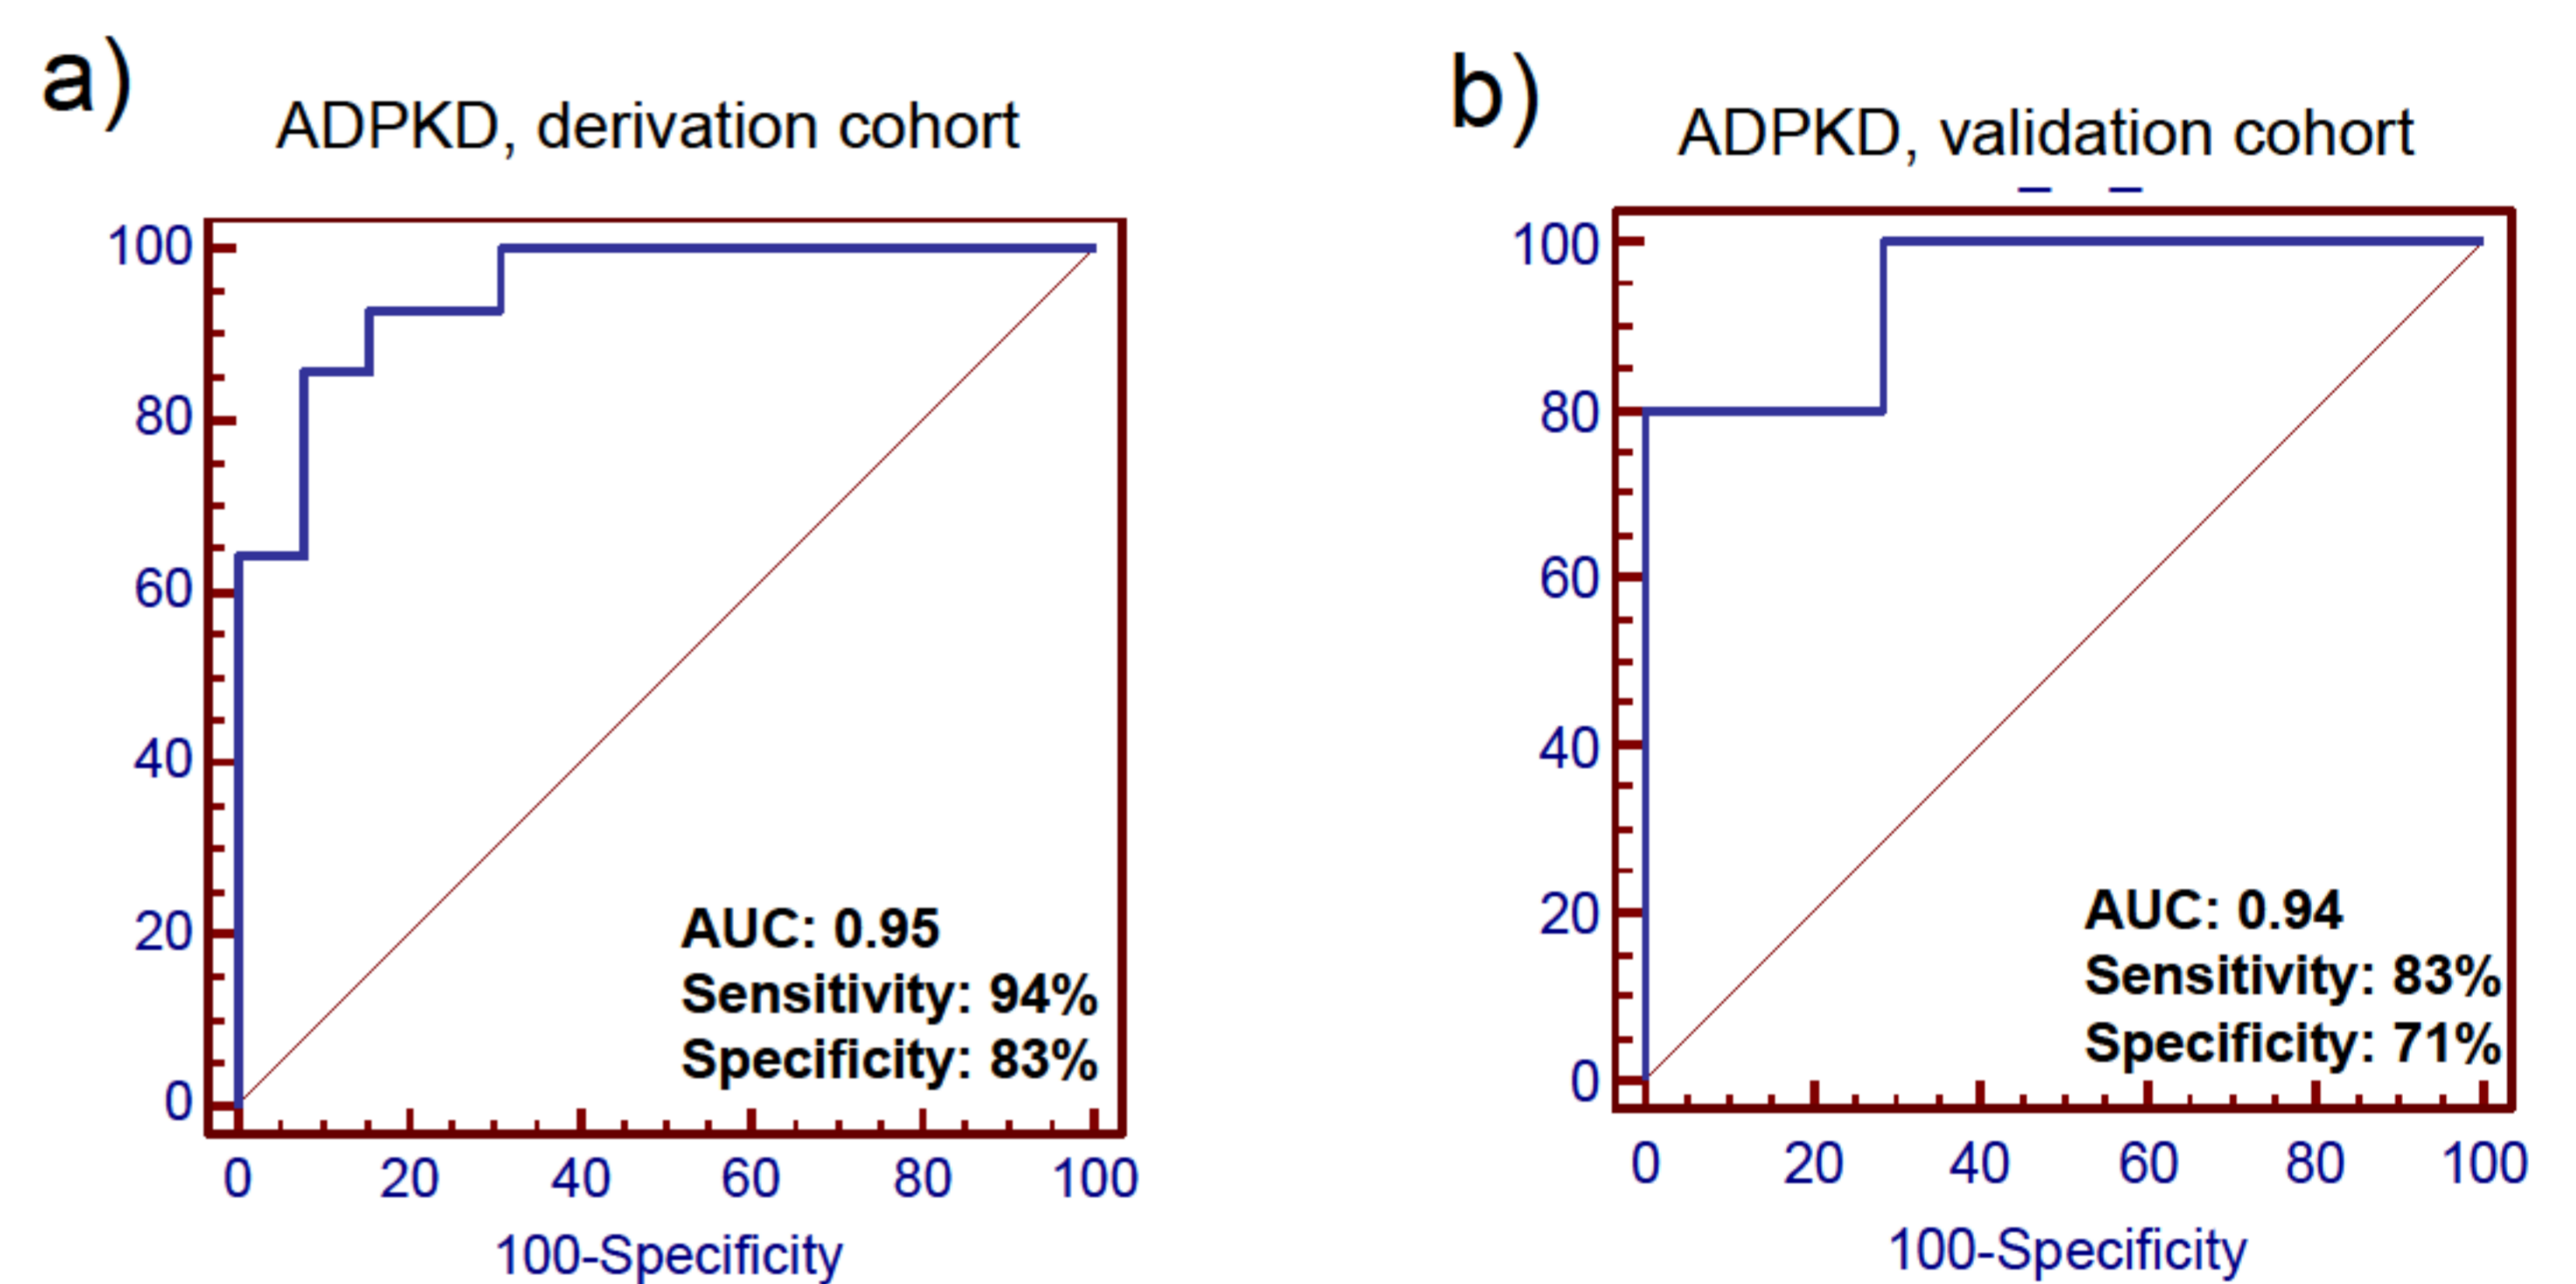 a)
ADPKD, derivation cohort
100
80
60
40
20
0
AUC: 0.95
Sensitivity: 94%
Specificity: 83%
0 20 40 60 80 100
100-Specificity
b)
ADPKD, validation cohort
100
80
60
40
20
0
AUC: 0.94
Sensitivity: 83%
Specificity: 71%
0 20 40 60 80 100
100-Specificity